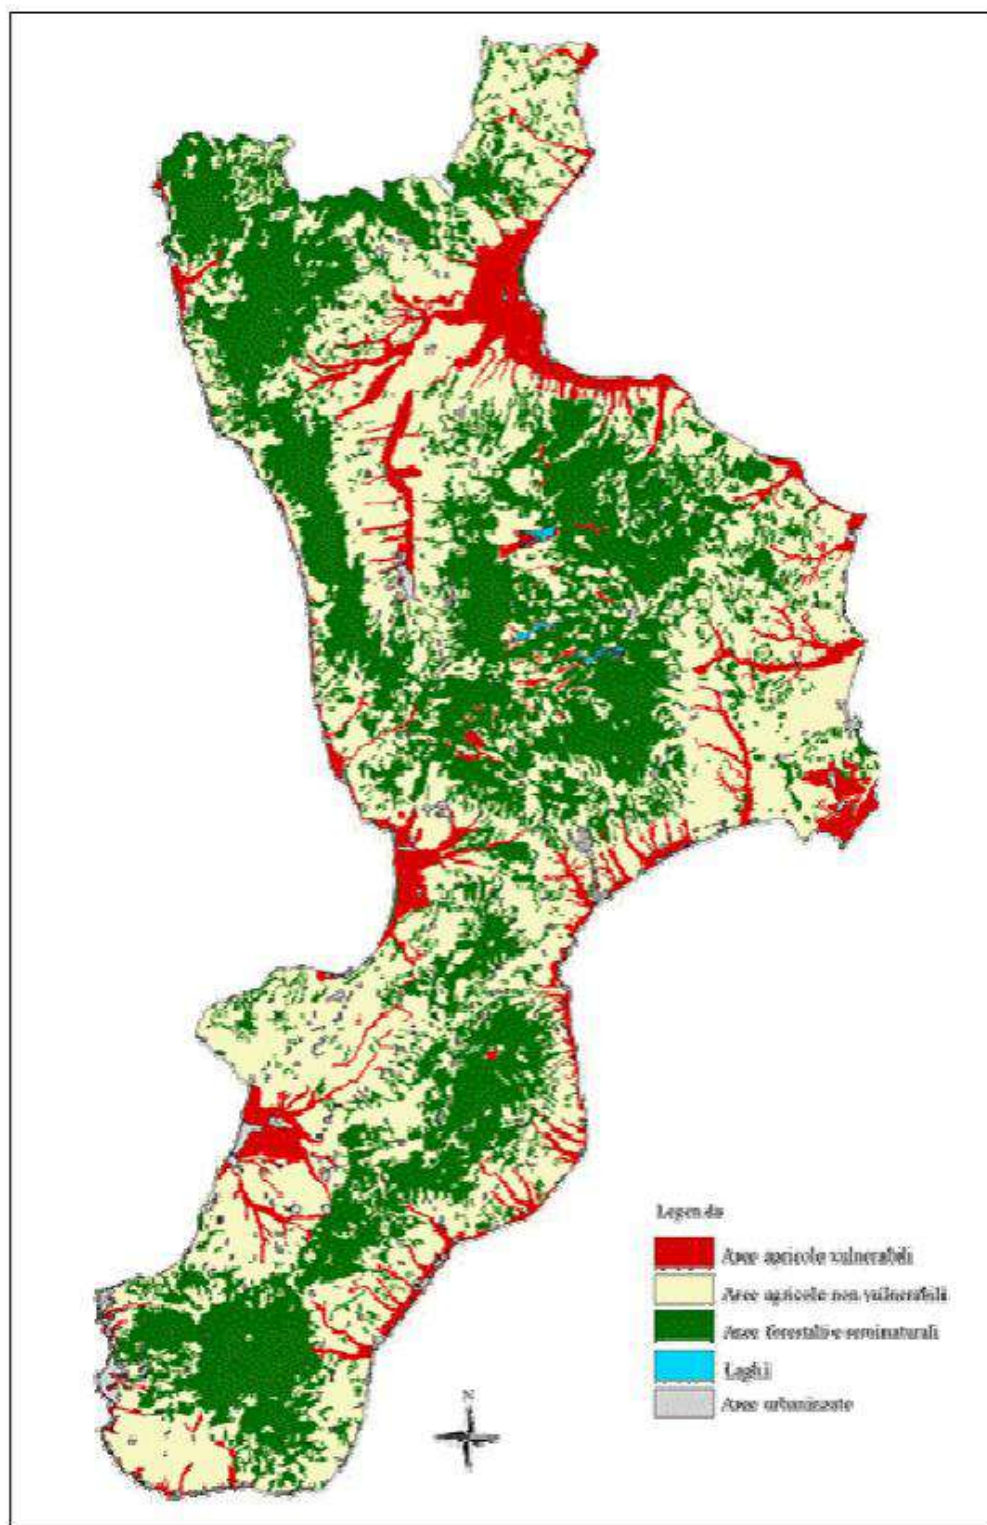 Legenda
Aree agricole vulnerabili
Aree agricole non vulnerabili
Aree forestali e seminaturali
Laghi
Aree urbanizzate
N